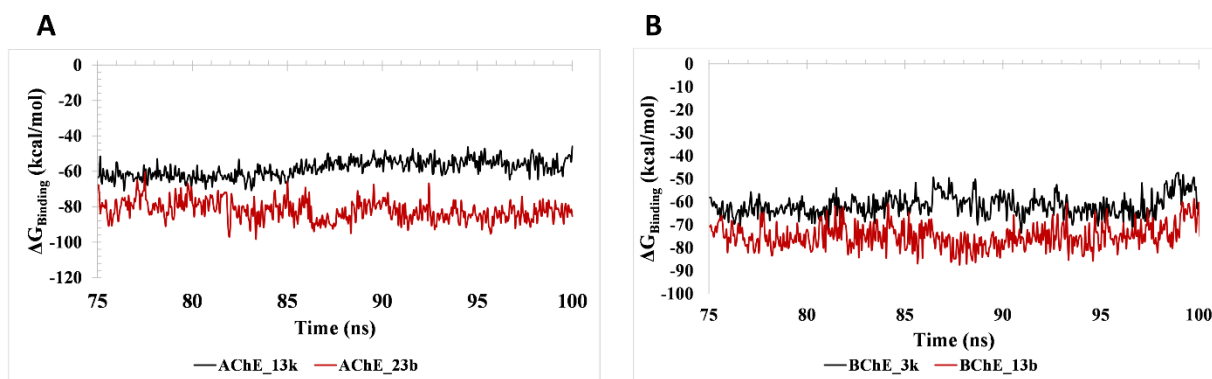 A
ΔG_Binding (kcal/mol)
0
-20
-40
-60
-80
-100
-120
75 80 85 90 95 100
Time (ns)
AChE_13k AChE_23b
B
ΔG_Binding (kcal/mol)
0
-10
-20
-30
-40
-50
-60
-70
-80
-90
-100
75 80 85 90 95 100
Time (ns)
BChE_3k BChE_13b